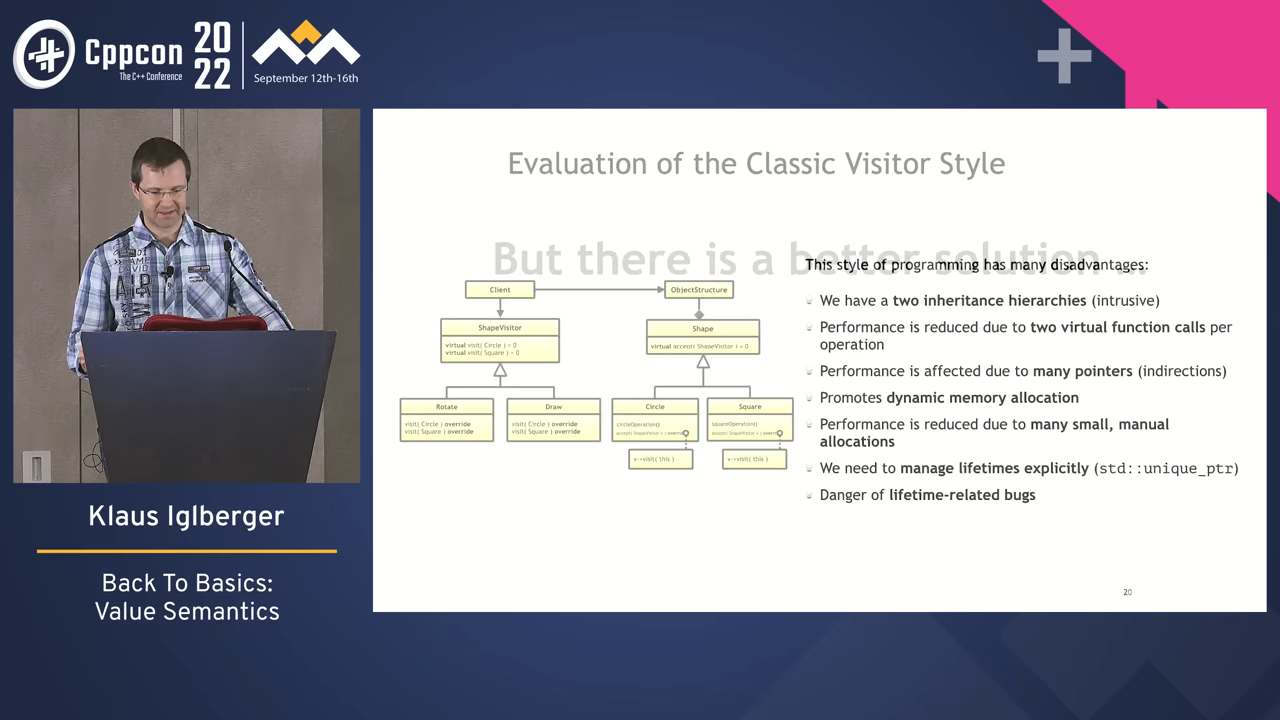 Cppcon
The C++ Conference
20
22
September 12th-16th
Evaluation of the Classic Visitor Style
But there is a better solution ...
This style of programming has many disadvantages:
We have a two inheritance hierarchies (intrusive)
Performance is reduced due to two virtual function calls per
operation
Performance is affected due to many pointers (indirections)
Promotes dynamic memory allocation
Performance is reduced due to many small, manual
allocations
We need to manage lifetimes explicitly (std::unique_ptr)
Danger of lifetime-related bugs
Client
ObjectStructure
ShapeVisitor
virtual visit( Circle ) = 0
virtual visit( Square ) = 0
Shape
virtual accept( ShapeVisitor ) = 0
Rotate
visit( Circle ) override
visit( Square ) override
Draw
visit( Circle ) override
visit( Square ) override
Circle
circleOperation()
accept( ShapeVisitor v ) override
v->visit( this )
Square
squareOperation()
accept( ShapeVisitor v ) override
v->visit( this )
20
Klaus Iglberger
Back To Basics:
Value Semantics